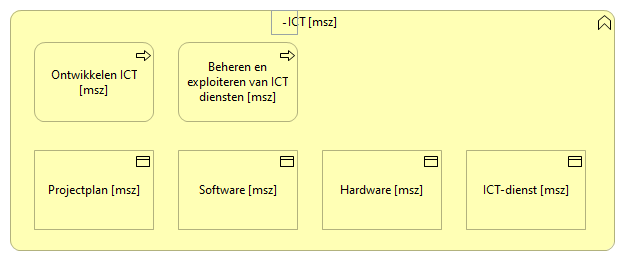 -ICT [msz]
Ontwikkelen ICT
[msz]
Beheren en
exploiteren van ICT
diensten [msz]
Projectplan [msz]
Software [msz]
Hardware [msz]
ICT-dienst [msz]